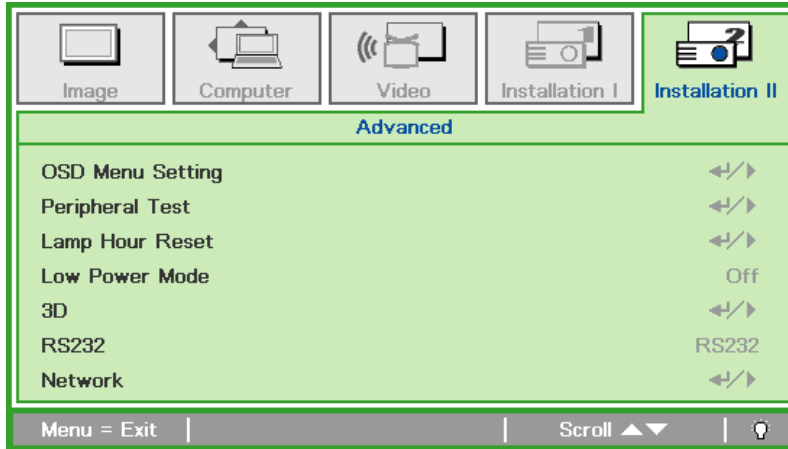 Image
Computer
Video
Installation I
Installation II
Advanced
OSD Menu Setting
Peripheral Test
Lamp Hour Reset
Low Power Mode Off
3D
RS232 RS232
Network
Menu = Exit Scroll ▲▼